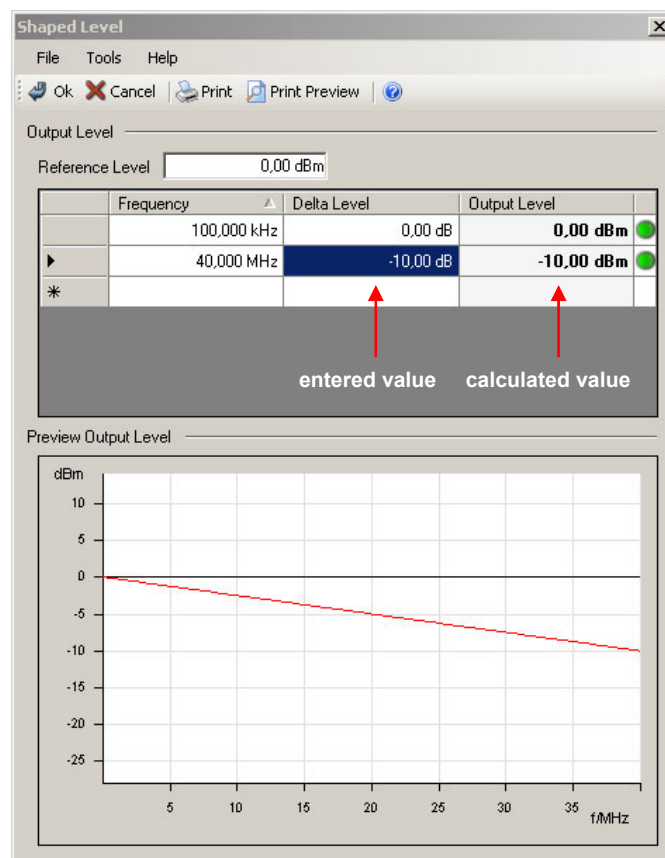 Shaped Level
File Tools Help
Ok Cancel Print Print Preview
Output Level
Reference Level 0,00 dBm
Frequency Delta Level Output Level
100,000 kHz 0,00 dB 0,00 dBm
40,000 MHz -10,00 dB -10,00 dBm
entered value calculated value
Preview Output Level
dBm
10
5
0
-5
-10
-15
-20
-25
5 10 15 20 25 30 35
f/MHz